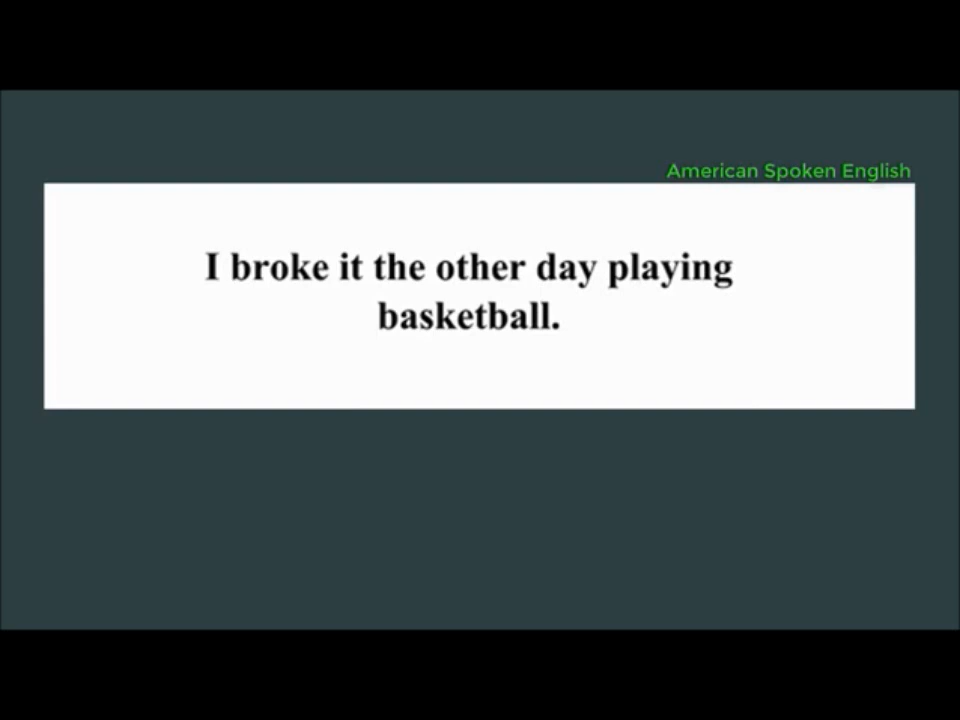 American Spoken English
I broke it the other day playing
basketball.